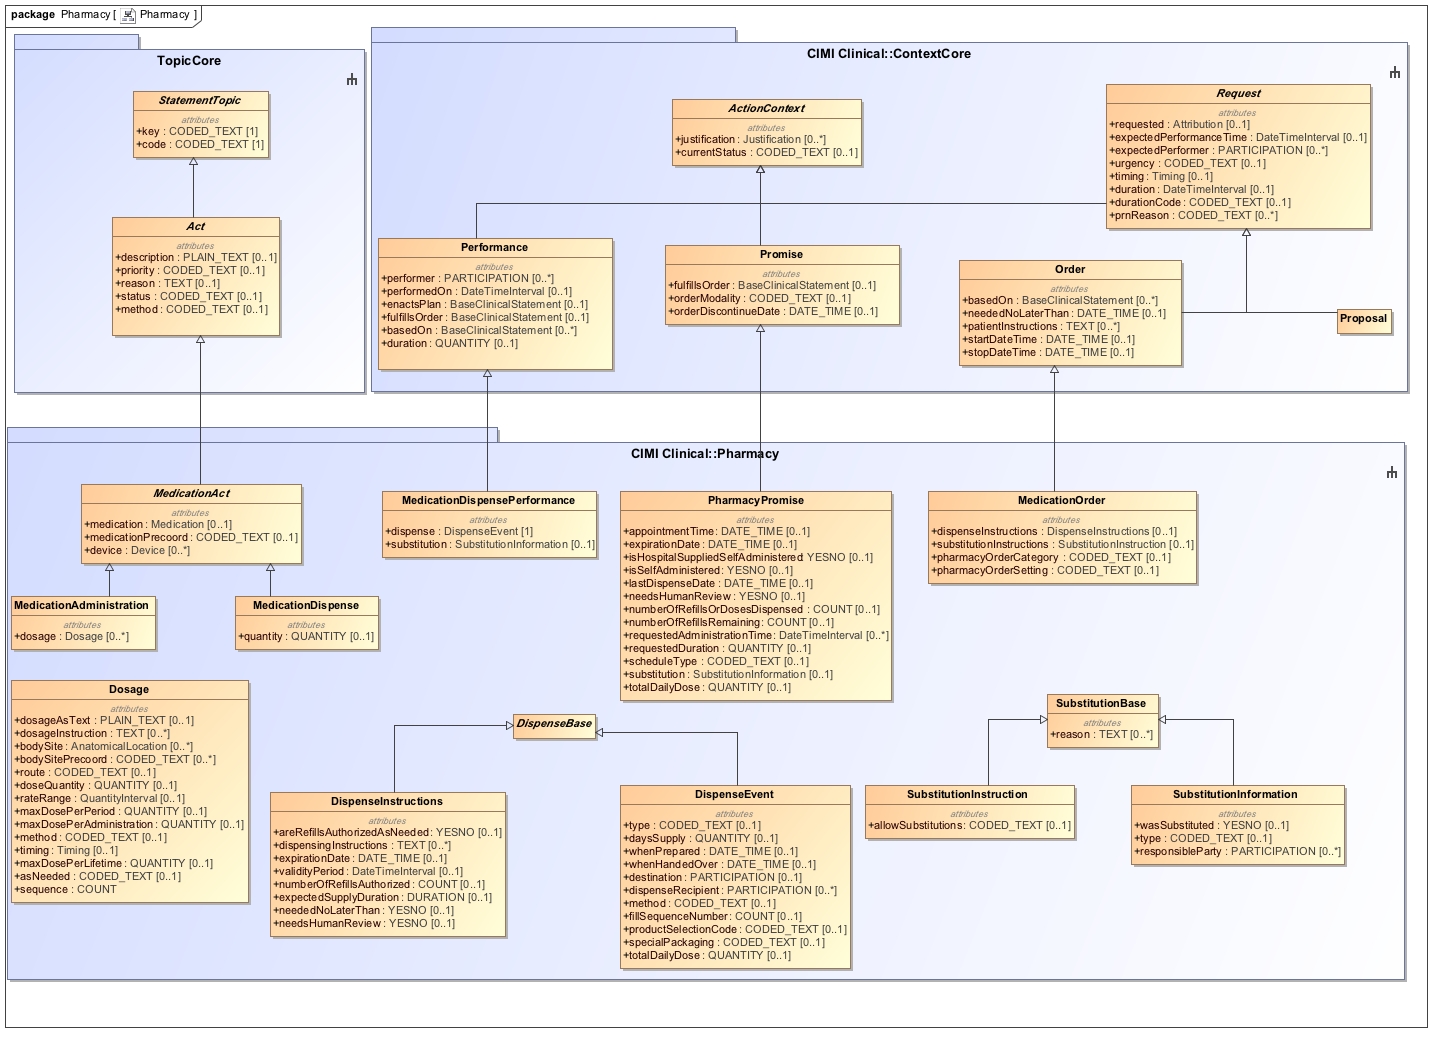 package Pharmacy [ Pharmacy ]
TopicCore
StatementTopic
attributes
+key : CODED_TEXT [1]
+code : CODED_TEXT [1]
Act
attributes
+description : PLAIN_TEXT [0..1]
+priority : CODED_TEXT [0..1]
+reason : TEXT [0..1]
+status : CODED_TEXT [0..1]
+method : CODED_TEXT [0..1]
CIMI Clinical::ContextCore
ActionContext
attributes
+justification : Justification [0..*]
+currentStatus : CODED_TEXT [0..1]
Request
attributes
+requested : Attribution [0..1]
+expectedPerformanceTime : DateTimeInterval [0..1]
+expectedPerformer : PARTICIPATION [0..*]
+urgency : CODED_TEXT [0..1]
+timing : Timing [0..1]
+duration : DateTimeInterval [0..1]
+durationCode : CODED_TEXT [0..1]
+prnReason : CODED_TEXT [0..*]
Performance
attributes
+performer : PARTICIPATION [0..*]
+performedOn : DateTimeInterval [0..1]
+enactsPlan : BaseClinicalStatement [0..1]
+fulfillsOrder : BaseClinicalStatement [0..1]
+basedOn : BaseClinicalStatement [0..*]
+duration : QUANTITY [0..1]
Promise
attributes
+fulfillsOrder : BaseClinicalStatement [0..1]
+orderModality : CODED_TEXT [0..1]
+orderDiscontinueDate : DATE_TIME [0..1]
Order
attributes
+basedOn : BaseClinicalStatement [0..*]
+neededNoLaterThan : DATE_TIME [0..1]
+patientInstructions : TEXT [0..*]
+startDateTime : DATE_TIME [0..1]
+stopDateTime : DATE_TIME [0..1]
Proposal
CIMI Clinical::Pharmacy
MedicationAct
attributes
+medication : Medication [0..1]
+medicationPrecoord : CODED_TEXT [0..1]
+device : Device [0..*]
MedicationDispensePerformance
attributes
+dispense : DispenseEvent [1]
+substitution : SubstitutionInformation [0..1]
PharmacyPromise
attributes
+appointmentTime : DATE_TIME [0..1]
+expirationDate : DATE_TIME [0..1]
+isHospitalSuppliedSelfAdministered YESNO [0..1]
+isSelfAdministered : YESNO [0..1]
+lastDispenseDate : DATE_TIME [0..1]
+needsHumanReview : YESNO [0..1]
+numberOfRefillsOrDosesDispensed : COUNT [0..1]
+numberOfRefillsRemaining : COUNT [0..1]
+requestedAdministrationTime : DateTimeInterval [0..*]
+requestedDuration : QUANTITY [0..1]
+scheduleType : CODED_TEXT [0..1]
+substitution : SubstitutionInformation [0..1]
+totalDailyDose : QUANTITY [0..1]
MedicationOrder
attributes
+dispenseInstructions : DispenseInstructions [0..1]
+substitutionInstructions : SubstitutionInstruction [0..1]
+pharmacyOrderCategory : CODED_TEXT [0..1]
+pharmacyOrderSetting : CODED_TEXT [0..1]
MedicationAdministration
attributes
+dosage : Dosage [0..*]
MedicationDispense
attributes
+quantity : QUANTITY [0..1]
Dosage
attributes
+dosageAsText : PLAIN_TEXT [0..1]
+dosageInstruction : TEXT [0..*]
+bodySite : AnatomicalLocation [0..*]
+bodySitePrecoord : CODED_TEXT [0..*]
+route : CODED_TEXT [0..1]
+doseQuantity : QUANTITY [0..1]
+rateRange : QuantityInterval [0..1]
+maxDosePerPeriod : QUANTITY [0..1]
+maxDosePerAdministration : QUANTITY [0..1]
+method : CODED_TEXT [0..1]
+timing : Timing [0..1]
+maxDosePerLifetime : QUANTITY [0..1]
+asNeeded : CODED_TEXT [0..1]
+sequence : COUNT
DispenseBase
DispenseInstructions
attributes
+areRefillsAuthorizedAsNeeded : YESNO [0..1]
+dispensingInstructions : TEXT [0..*]
+expirationDate : DATE_TIME [0..1]
+validityPeriod : DateTimeInterval [0..1]
+numberOfRefillsAuthorized : COUNT [0..1]
+expectedSupplyDuration : DURATION [0..1]
+neededNoLaterThan : YESNO [0..1]
+needsHumanReview : YESNO [0..1]
DispenseEvent
attributes
+type : CODED_TEXT [0..1]
+daysSupply : QUANTITY [0..1]
+whenPrepared : DATE_TIME [0..1]
+whenHandedOver : DATE_TIME [0..1]
+destination : PARTICIPATION [0..1]
+dispenseRecipient : PARTICIPATION [0..*]
+method : CODED_TEXT [0..1]
+fillSequenceNumber : COUNT [0..1]
+productSelectionCode : CODED_TEXT [0..1]
+specialPackaging : CODED_TEXT [0..1]
+totalDailyDose : QUANTITY [0..1]
SubstitutionBase
attributes
+reason : TEXT [0..*]
SubstitutionInstruction
attributes
+allowSubstitutions : CODED_TEXT [0..1]
SubstitutionInformation
attributes
+wasSubstituted : YESNO [0..1]
+type : CODED_TEXT [0..1]
+responsibleParty : PARTICIPATION [0..*]